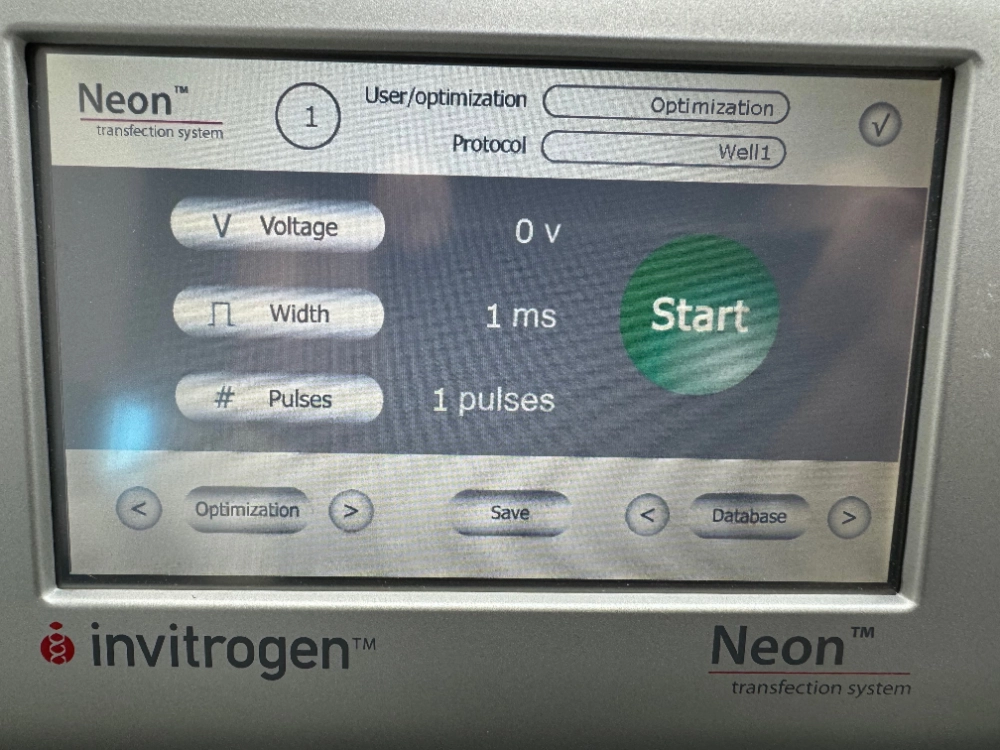 Neon™
transfection system
1
User/optimization
Optimization
Protocol
Well1
√
V Voltage
0 v
Width
1 ms
Start
# Pulses
1 pulses
<
Optimization
>
Save
<
Database
>
invitrogen™
Neon™
transfection system